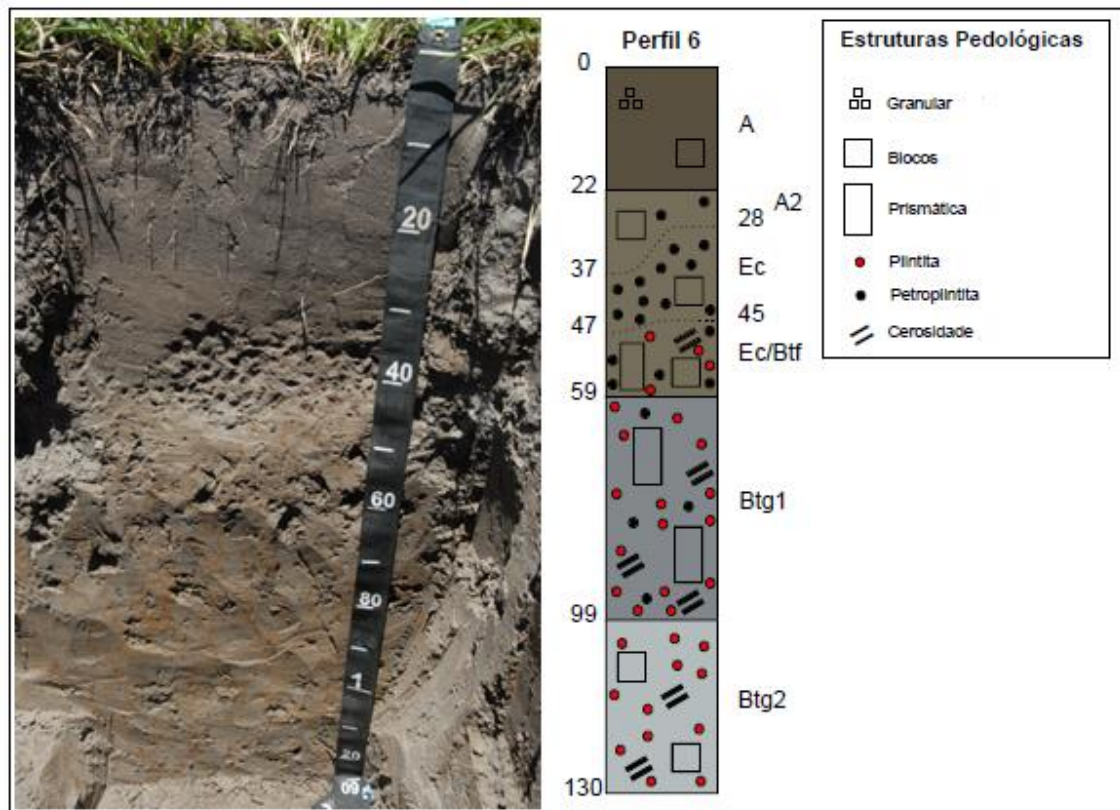 Perfil 6
0
22
28
37
45
47
59
99
130
A
A2
Ec
Ec/Btf
Btg1
Btg2
Estruturas Pedológicas
Granular
Blocos
Prismática
Plintita
Petroplintita
Cerosidade
20
40
60
80
1
20